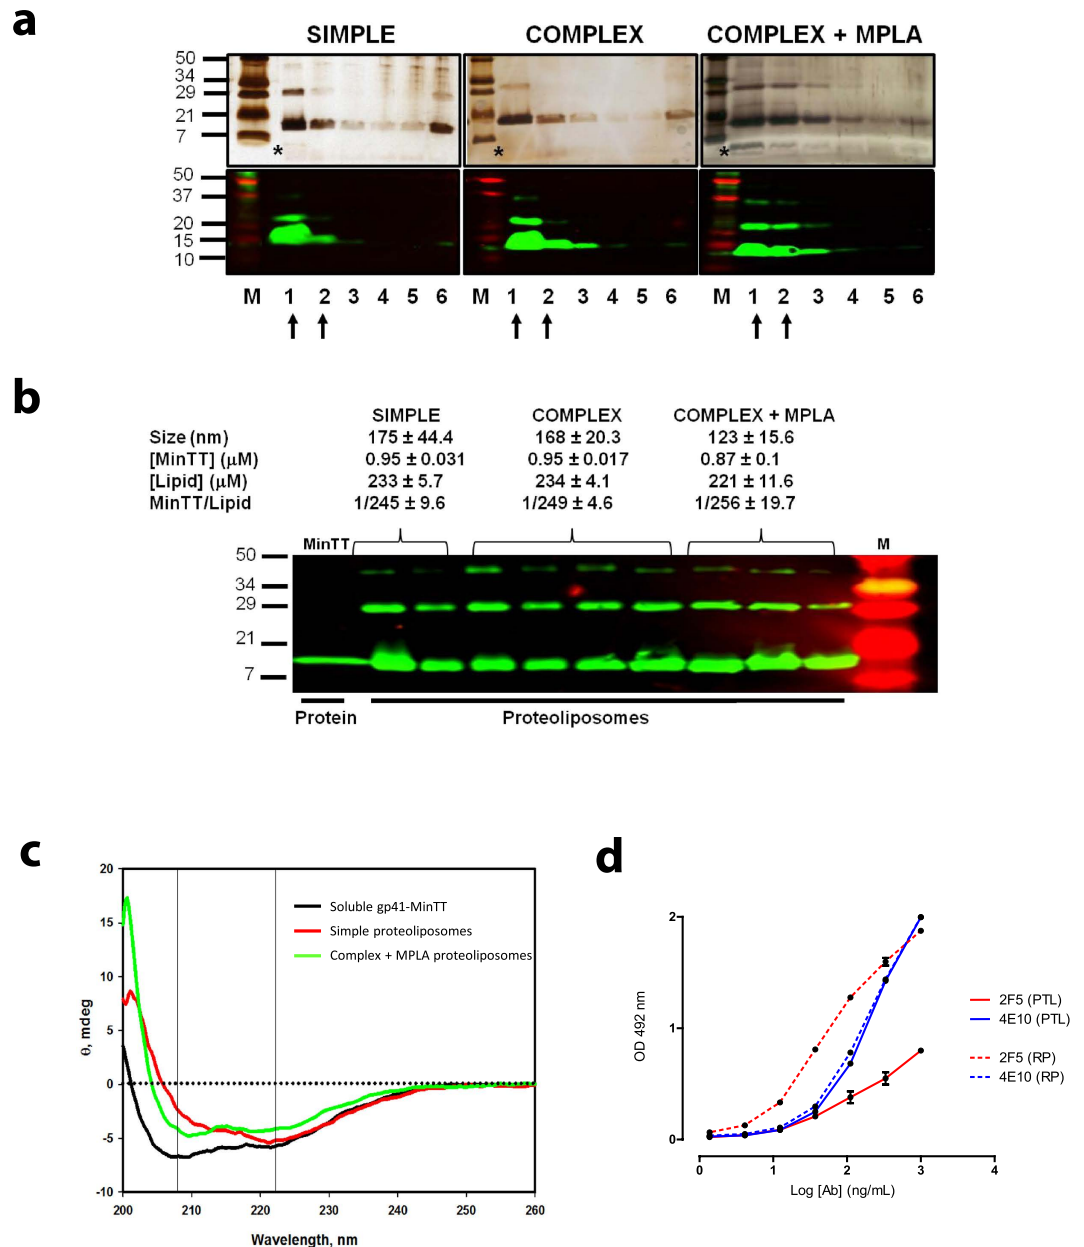 a
SIMPLE COMPLEX COMPLEX + MPLA
50
34
29
21
7
* * *
50
37
20
15
10
M 1 2 3 4 5 6 M 1 2 3 4 5 6 M 1 2 3 4 5 6
b
SIMPLE COMPLEX COMPLEX + MPLA
Size (nm) 175 ± 44.4 168 ± 20.3 123 ± 15.6
[MinTT] (μM) 0.95 ± 0.031 0.95 ± 0.017 0.87 ± 0.1
[Lipid] (μM) 233 ± 5.7 234 ± 4.1 221 ± 11.6
MinTT/Lipid 1/245 ± 9.6 1/249 ± 4.6 1/256 ± 19.7
MinTT M
50
34
29
21
7
Protein Proteoliposomes
c
20
15
10
5
0
-5
-10
θ, mdeg
Soluble gp41-MinTT
Simple proteoliposomes
Complex + MPLA proteoliposomes
200 210 220 230 240 250 260
Wavelength, nm
d
2
1
0
OD 492 nm
2F5 (PTL)
4E10 (PTL)
2F5 (RP)
4E10 (RP)
0 1 2 3 4
Log [Ab] (ng/mL)